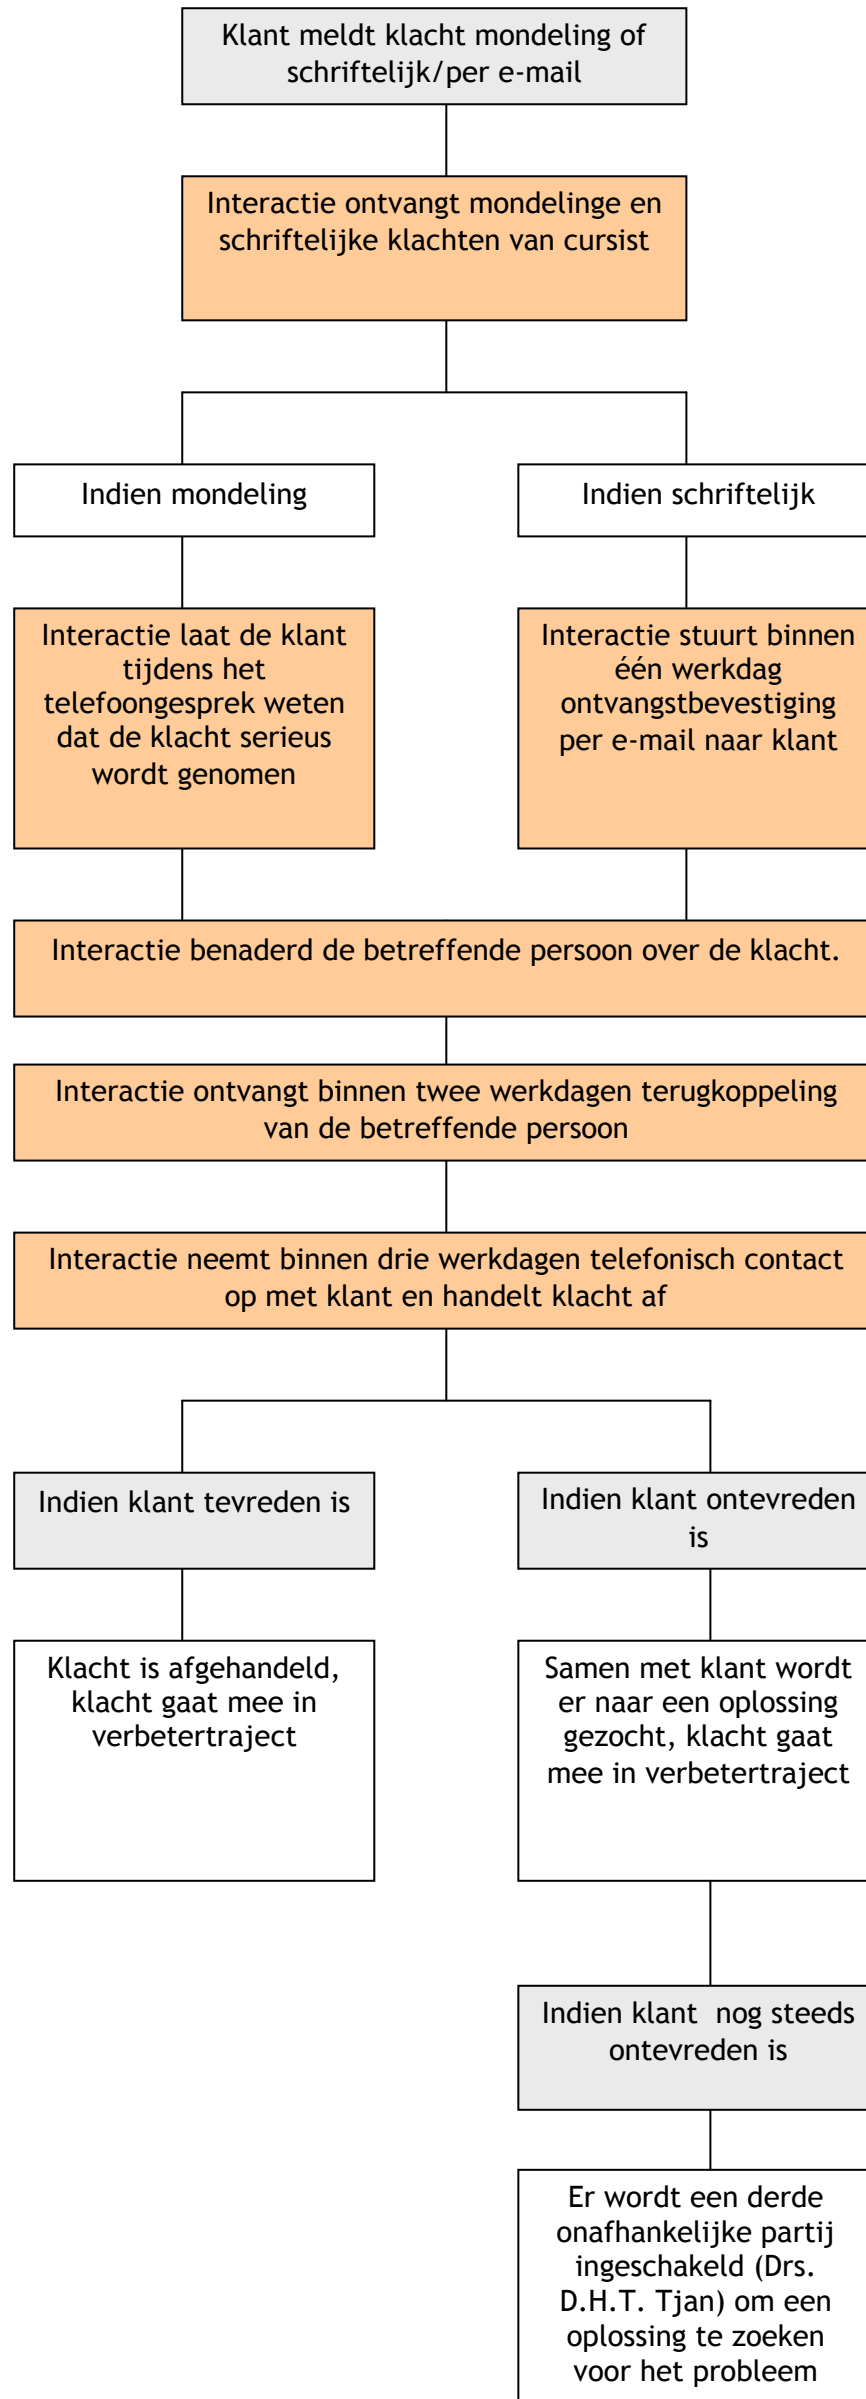 Klant meldt klacht mondeling of
schriftelijk/per e-mail
Interactie ontvangt mondelinge en
schriftelijke klachten van cursist
Indien mondeling
Indien schriftelijk
Interactie laat de klant
tijdens het
telefoongesprek weten
dat de klacht serieus
wordt genomen
Interactie stuurt binnen
één werkdag
ontvangstbevestiging
per e-mail naar klant
Interactie benaderd de betreffende persoon over de klacht.
Interactie ontvangt binnen twee werkdagen terugkoppeling
van de betreffende persoon
Interactie neemt binnen drie werkdagen telefonisch contact
op met klant en handelt klacht af
Indien klant tevreden is
Indien klant ontevreden
is
Klacht is afgehandeld,
klacht gaat mee in
verbetertraject
Samen met klant wordt
er naar een oplossing
gezocht, klacht gaat
mee in verbetertraject
Indien klant nog steeds
ontevreden is
Er wordt een derde
onafhankelijke partij
ingeschakeld (Drs.
D.H.T. Tjan) om een
oplossing te zoeken
voor het probleem